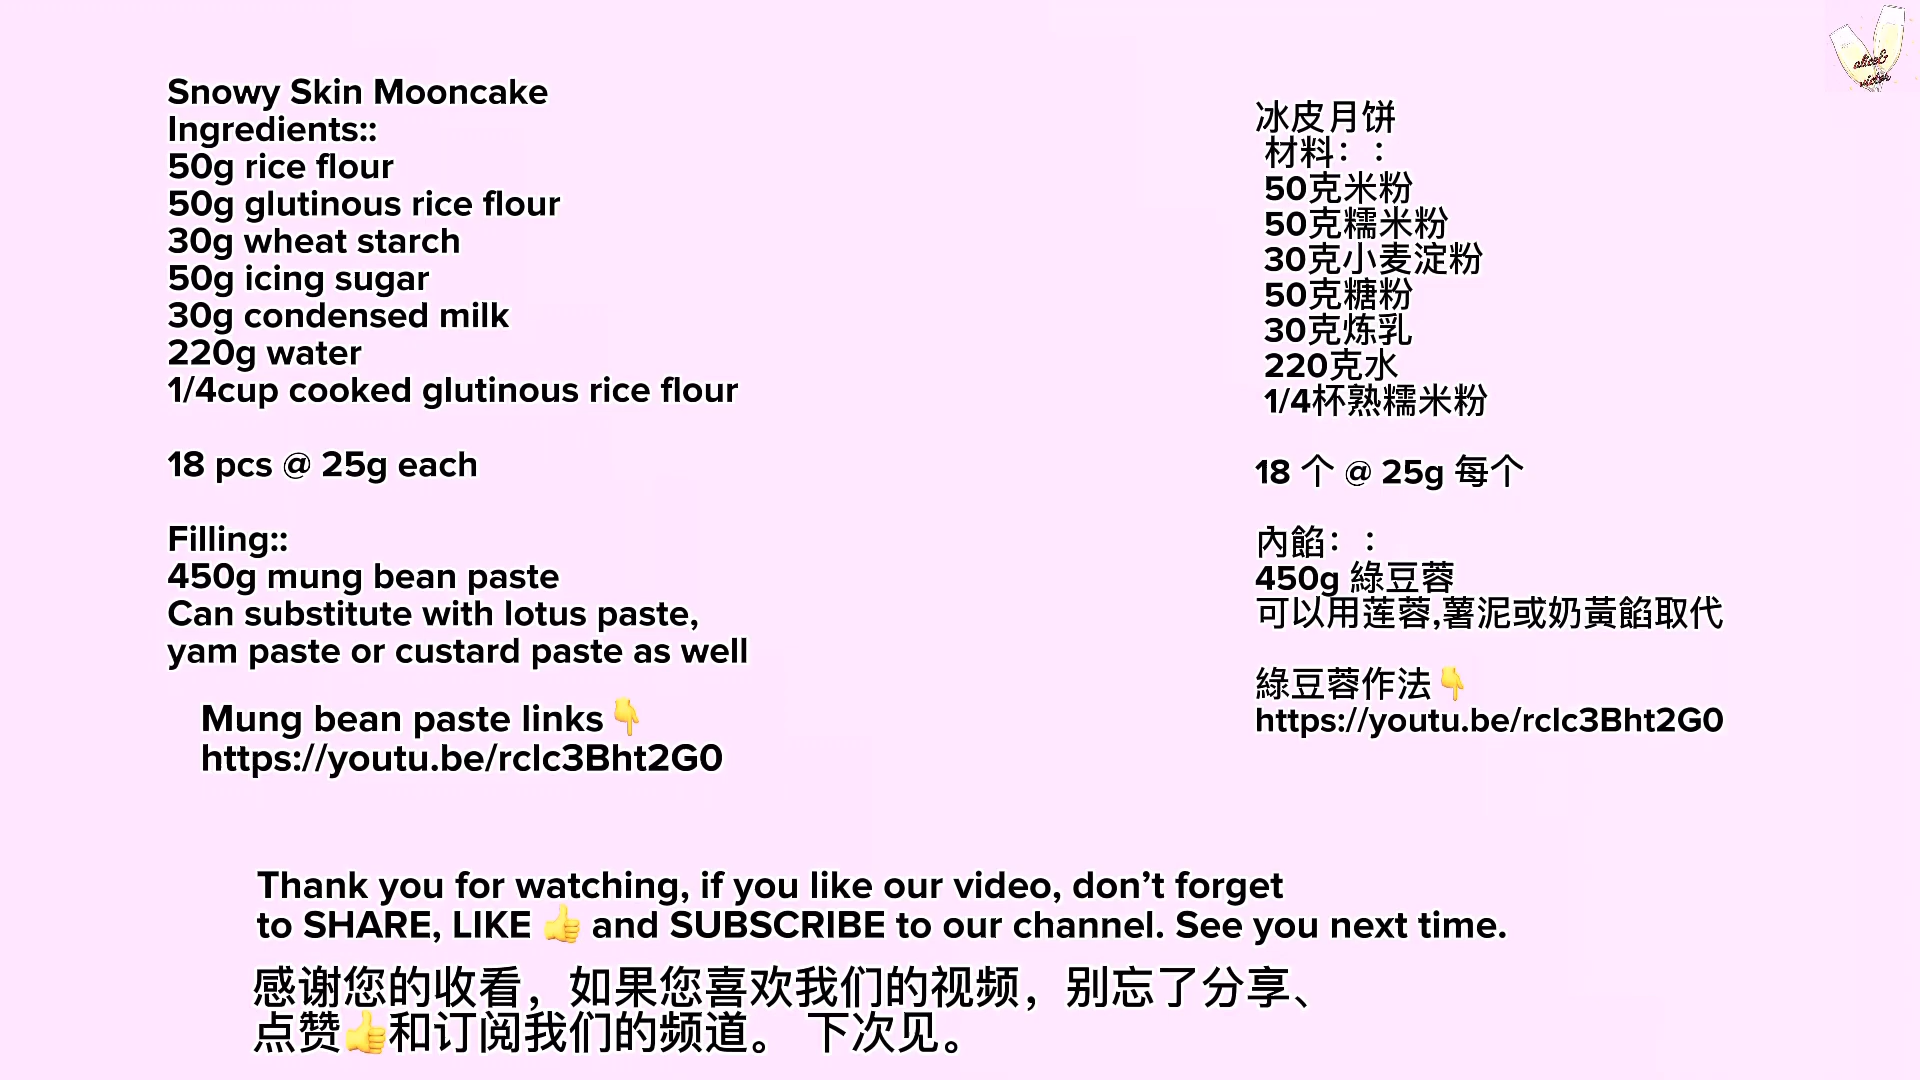 alice&
victor
Snowy Skin Mooncake
Ingredients::
50g rice flour
50g glutinous rice flour
30g wheat starch
50g icing sugar
30g condensed milk
220g water
1/4cup cooked glutinous rice flour
18 pcs @ 25g each
Filling::
450g mung bean paste
Can substitute with lotus paste,
yam paste or custard paste as well
Mung bean paste links👇
https://youtu.be/rclc3Bht2G0
冰皮月饼
材料：：
50克米粉
50克糯米粉
30克小麦淀粉
50克糖粉
30克炼乳
220克水
1/4杯熟糯米粉
18 个 @ 25g 每个
內餡：：
450g 綠豆蓉
可以用莲蓉,薯泥或奶黃餡取代
綠豆蓉作法👇
https://youtu.be/rclc3Bht2G0
Thank you for watching, if you like our video, don’t forget
to SHARE, LIKE 👍 and SUBSCRIBE to our channel. See you next time.
感谢您的收看，如果您喜欢我们的视频，别忘了分享、
点赞👍和订阅我们的频道。 下次见。